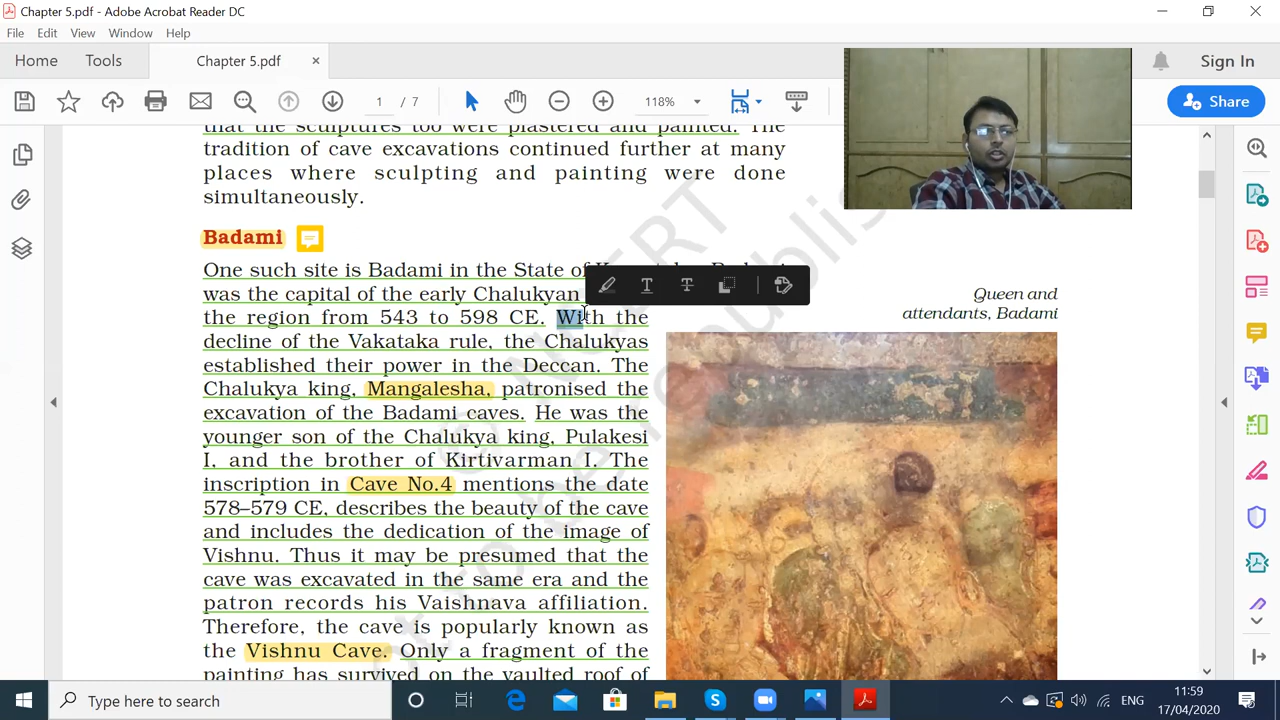 Chapter 5.pdf - Adobe Acrobat Reader DC
File Edit View Window Help
Home Tools Chapter 5.pdf × Sign In
1 / 7 118% Share
that the sculptures too were plastered and painted. The
tradition of cave excavations continued further at many
places where sculpting and painting were done
simultaneously.
Badami
One such site is Badami in the State of
was the capital of the early Chalukyan
the region from 543 to 598 CE. With the
decline of the Vakataka rule, the Chalukyas
established their power in the Deccan. The
Chalukya king, Mangalesha, patronised the
excavation of the Badami caves. He was the
younger son of the Chalukya king, Pulakesi
I, and the brother of Kirtivarman I. The
inscription in Cave No.4 mentions the date
578–579 CE, describes the beauty of the cave
and includes the dedication of the image of
Vishnu. Thus it may be presumed that the
cave was excavated in the same era and the
patron records his Vaishnava affiliation.
Therefore, the cave is popularly known as
the Vishnu Cave. Only a fragment of the
painting has survived on the vaulted roof of
Queen and
attendants, Badami
© NCERT
Type here to search
ENG
11:59
17/04/2020